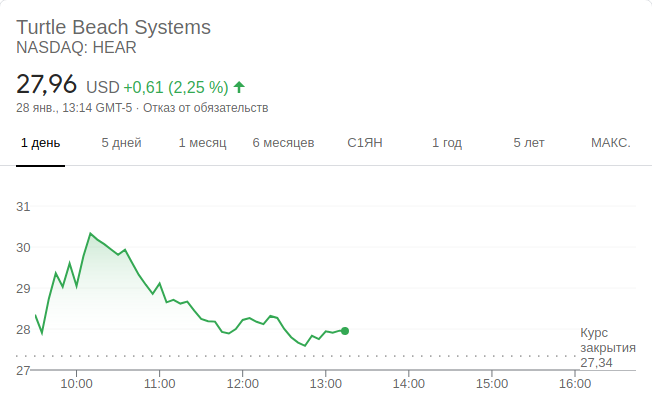 Turtle Beach Systems
NASDAQ: HEAR
27,96 USD +0,61 (2,25 %)
28 янв., 13:14 GMT-5 · Отказ от обязательств
1 день 5 дней 1 месяц 6 месяцев С1ЯН 1 год 5 лет МАКС.
31
30
29
28
Курс
закрытия
27,34
27
10:00 11:00 12:00 13:00 14:00 15:00 16:00